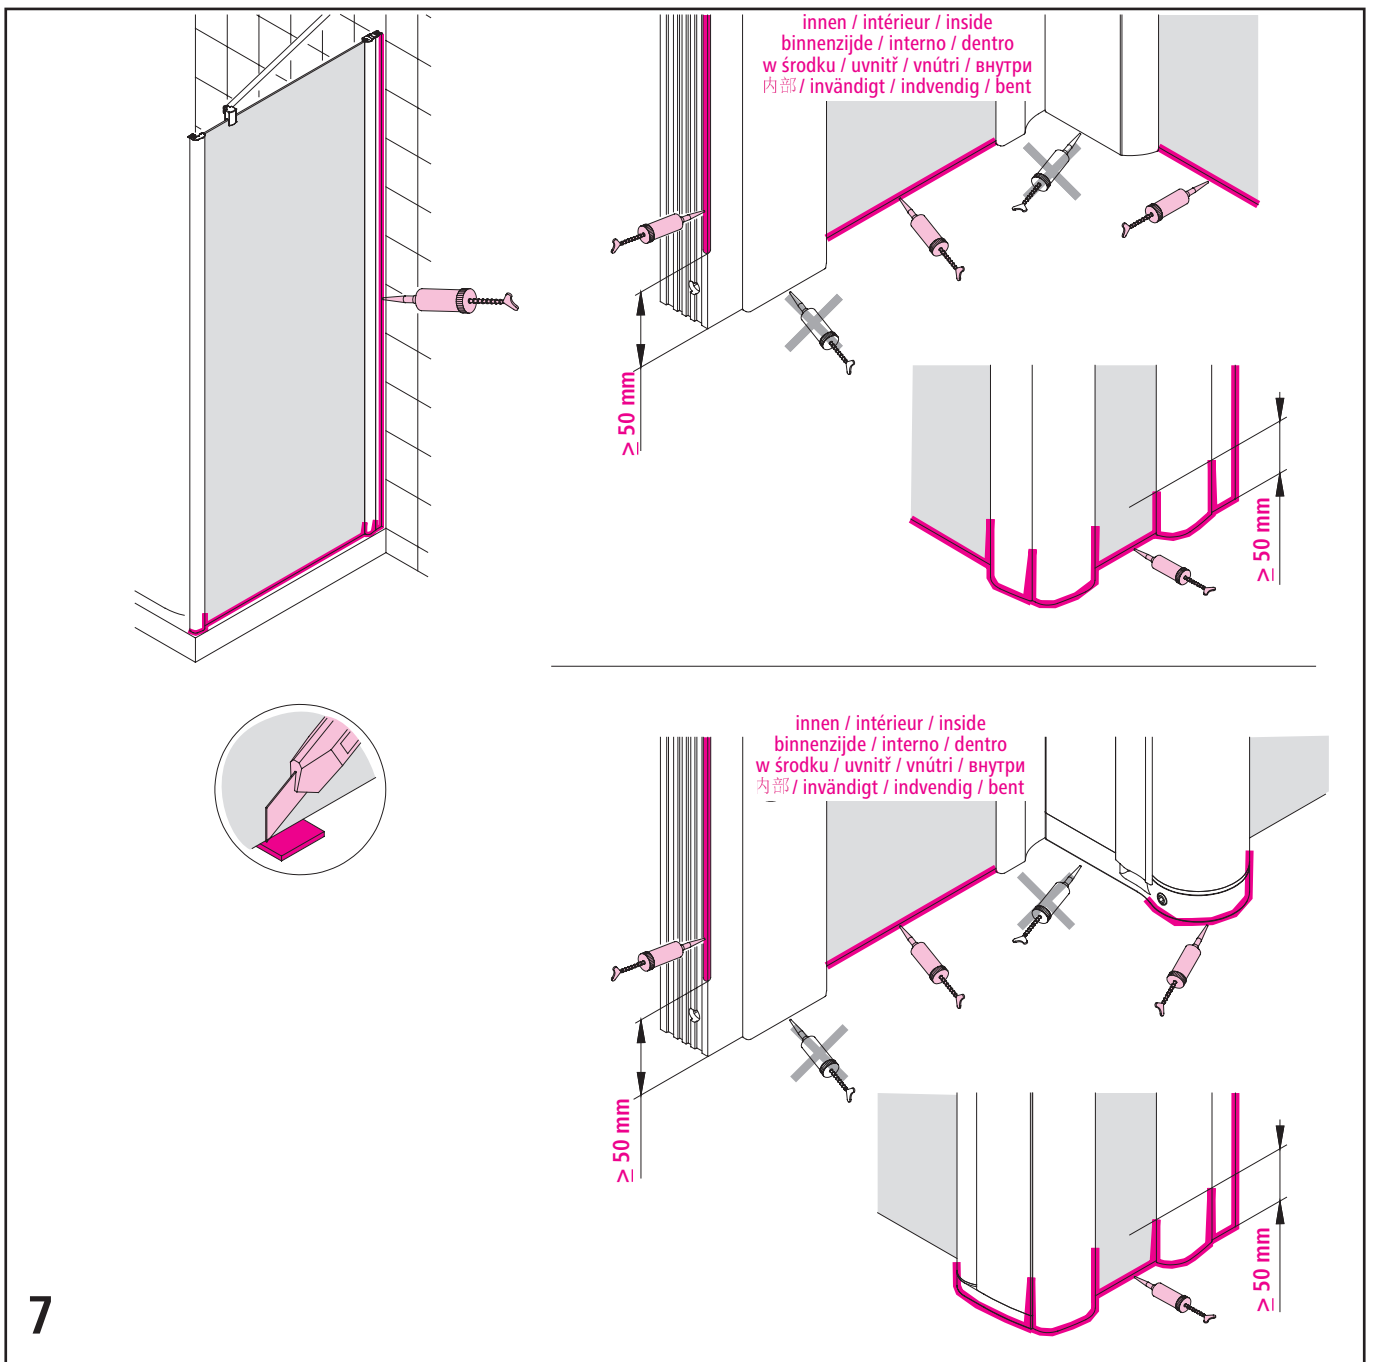 innen / intérieur / inside
binnenzijde / interno / dentro
w środku / uvnitř / vnútri / внутри
内部 / invändigt / indvendig / bent
≥ 50 mm
≥ 50 mm
innen / intérieur / inside
binnenzijde / interno / dentro
w środku / uvnitř / vnútri / внутри
内部 / invändigt / indvendig / bent
≥ 50 mm
≥ 50 mm
7